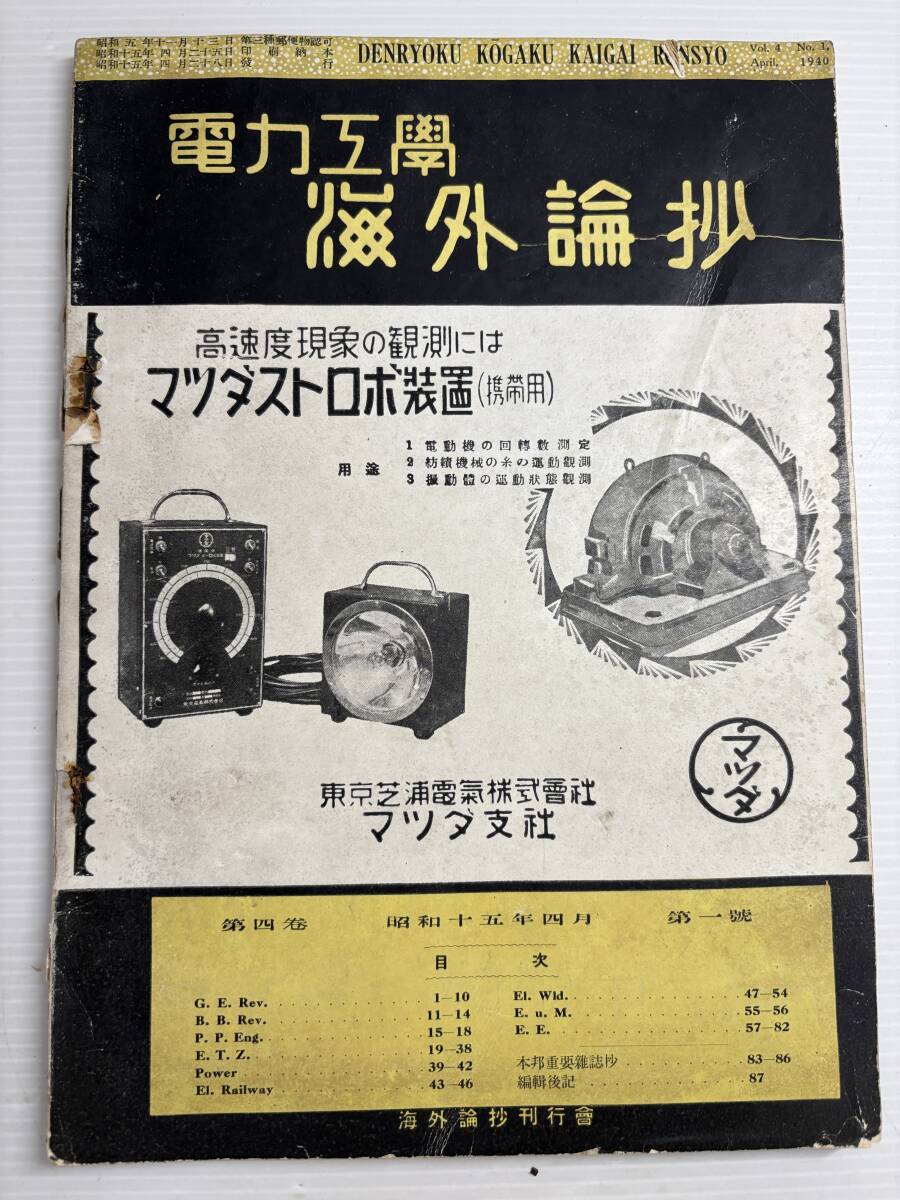 昭和五年十一月十三日 第三種郵便物認可
昭和十五年四月二十五日 印刷納本
昭和十五年四月二十八日 發行
DENRYOKU KŌGAKU KAIGAI RONSYO
Vol. 4 No. 1,
April, 1940
電力工學
海外論抄
高速度現象の観測には
マツダストロボ装置(携帯用)
用途
1 電動機の回轉數測定
2 紡績機械の糸の運動觀測
3 振動體の運動狀態觀測
マツダ
東京芝浦電氣株式會社
マツダ支社
第四卷 昭和十五年四月 第一號
目次
G. E. Rev. 1—10
B. B. Rev. 11—14
P. P. Eng. 15—18
E. T. Z. 19—38
Power 39—42
El. Railway 43—46
El. Wld. 47—54
E. u. M. 55—56
E. E. 57—82
本邦重要雜誌抄 83—86
編輯後記 87
海外論抄刊行會